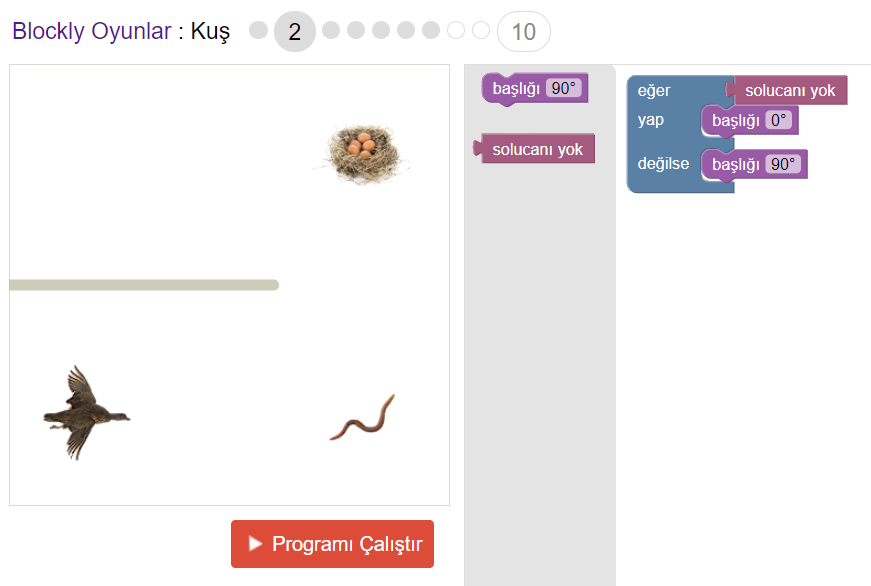 Blockly Oyunlar : Kuş 2 10
başlığı 90°
solucanı yok
eğer solucanı yok
yap başlığı 0°
değilse başlığı 90°
Programı Çalıştır